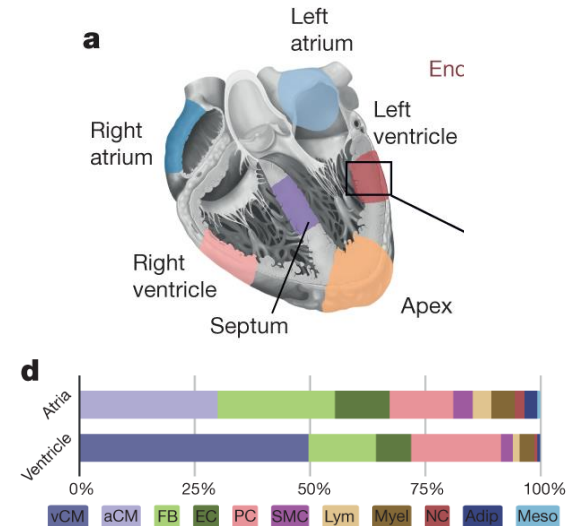 a
Left
atrium
Enc
Left
ventricle
Right
atrium
Right
ventricle
Septum
Apex
d
Atria
Ventricle
0% 25% 50% 75% 100%
vCM aCM FB EC PC SMC Lym Myel NC Adip Meso